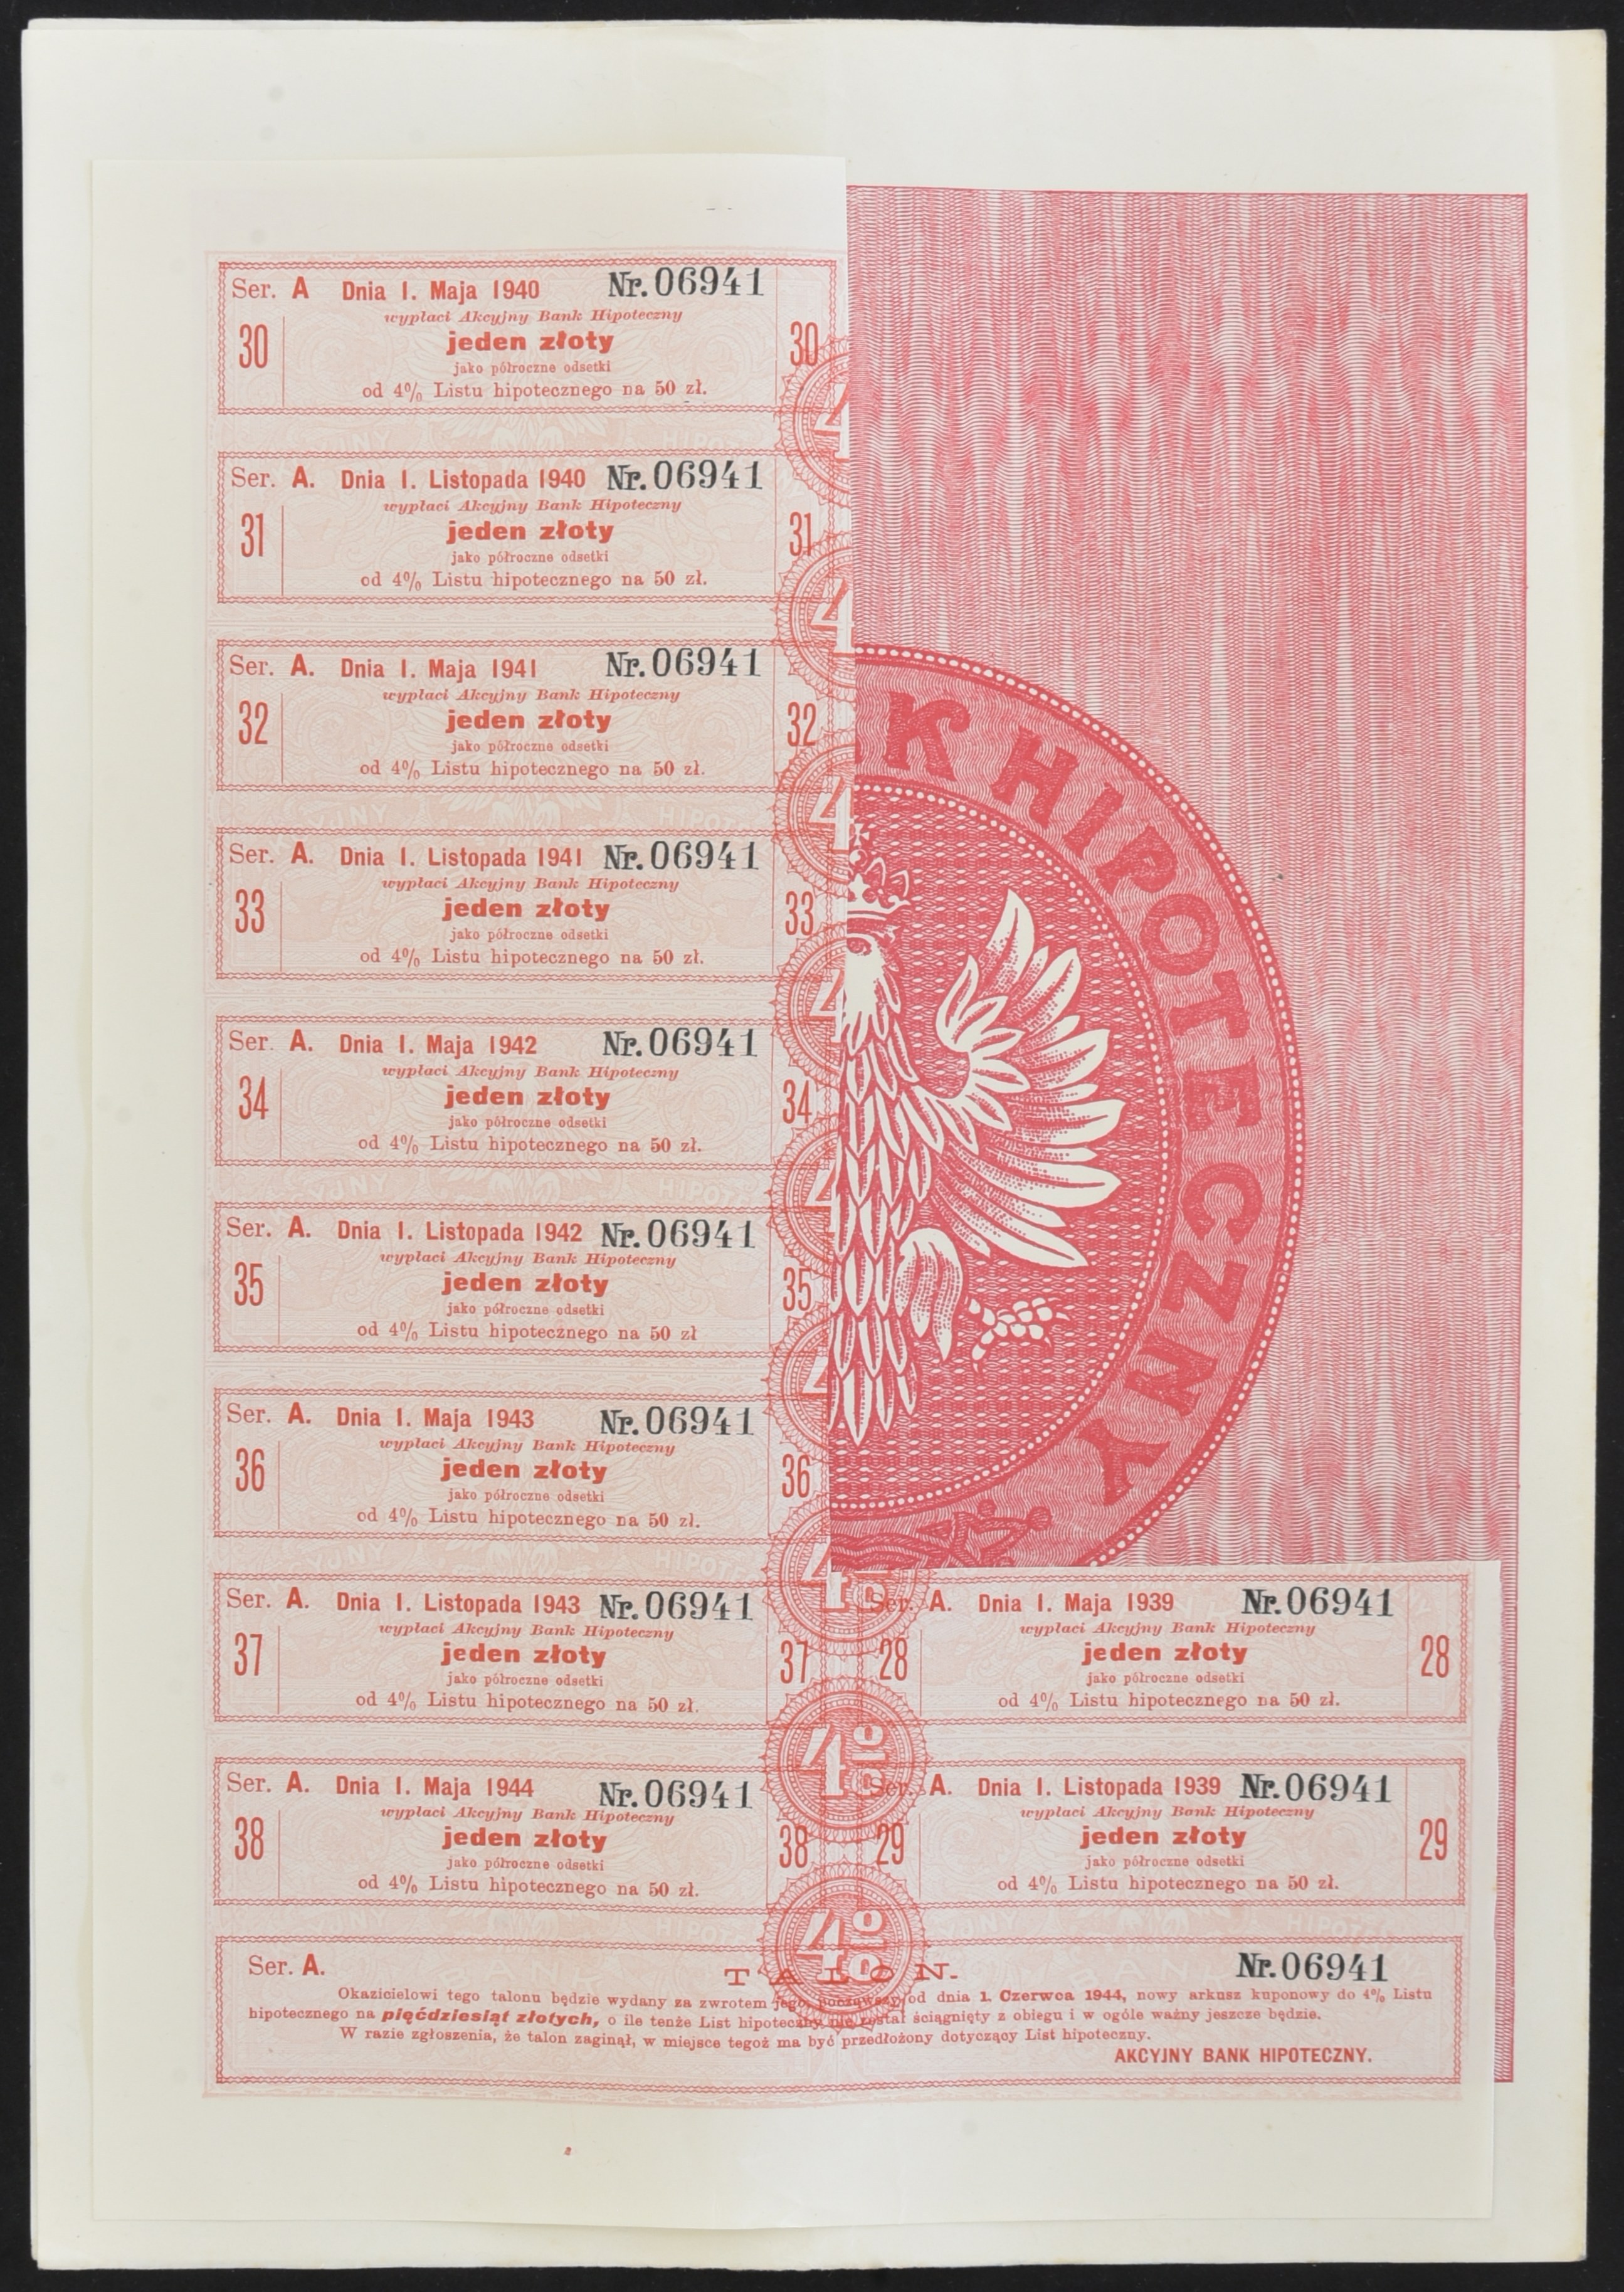 Ser. A Dnia 1. Maja 1940 Nr. 06941
wypłaci Akcyjny Bank Hipoteczny
30 jeden złoty 30
jako półroczne odsetki
od 4% Listu hipotecznego na 50 zł.
Ser. A. Dnia 1. Listopada 1940 Nr. 06941
wypłaci Akcyjny Bank Hipoteczny
31 jeden złoty 31
jako półroczne odsetki
od 4% Listu hipotecznego na 50 zł.
Ser. A. Dnia 1. Maja 1941 Nr. 06941
wypłaci Akcyjny Bank Hipoteczny
32 jeden złoty 32
jako półroczne odsetki
od 4% Listu hipotecznego na 50 zł.
Ser. A. Dnia 1. Listopada 1941 Nr. 06941
wypłaci Akcyjny Bank Hipoteczny
33 jeden złoty 33
jako półroczne odsetki
od 4% Listu hipotecznego na 50 zł.
Ser. A. Dnia 1. Maja 1942 Nr. 06941
wypłaci Akcyjny Bank Hipoteczny
34 jeden złoty 34
jako półroczne odsetki
od 4% Listu hipotecznego na 50 zł.
Ser. A. Dnia 1. Listopada 1942 Nr. 06941
wypłaci Akcyjny Bank Hipoteczny
35 jeden złoty 35
jako półroczne odsetki
od 4% Listu hipotecznego na 50 zł
Ser. A. Dnia 1. Maja 1943 Nr. 06941
wypłaci Akcyjny Bank Hipoteczny
36 jeden złoty 36
jako półroczne odsetki
od 4% Listu hipotecznego na 50 zł.
Ser. A. Dnia 1. Listopada 1943 Nr. 06941
wypłaci Akcyjny Bank Hipoteczny
37 jeden złoty 37
jako półroczne odsetki
od 4% Listu hipotecznego na 50 zł.
Ser. A. Dnia 1. Maja 1944 Nr. 06941
wypłaci Akcyjny Bank Hipoteczny
38 jeden złoty 38
jako półroczne odsetki
od 4% Listu hipotecznego na 50 zł.
K HIPOTECZNY
Ser. A. Dnia 1. Maja 1939 Nr. 06941
wypłaci Akcyjny Bank Hipoteczny
28 jeden złoty 28
jako półroczne odsetki
od 4% Listu hipotecznego na 50 zł.
Ser. A. Dnia 1. Listopada 1939 Nr. 06941
wypłaci Akcyjny Bank Hipoteczny
29 jeden złoty 29
jako półroczne odsetki
od 4% Listu hipotecznego na 50 zł.
4%
4%
4%
Ser. A. Nr. 06941
TALON.
Okazicielowi tego talonu będzie wydany za zwrotem jego, począwszy od dnia 1. Czerwca 1944, nowy arkusz kuponowy do 4% Listu
hipotecznego na pięćdziesiąt złotych, o ile tenże List hipoteczny nie został ściągnięty z obiegu i w ogóle ważny jeszcze będzie.
W razie zgłoszenia, że talon zaginął, w miejsce tegoż ma być przedłożony dotyczący List hipoteczny.
AKCYJNY BANK HIPOTECZNY.